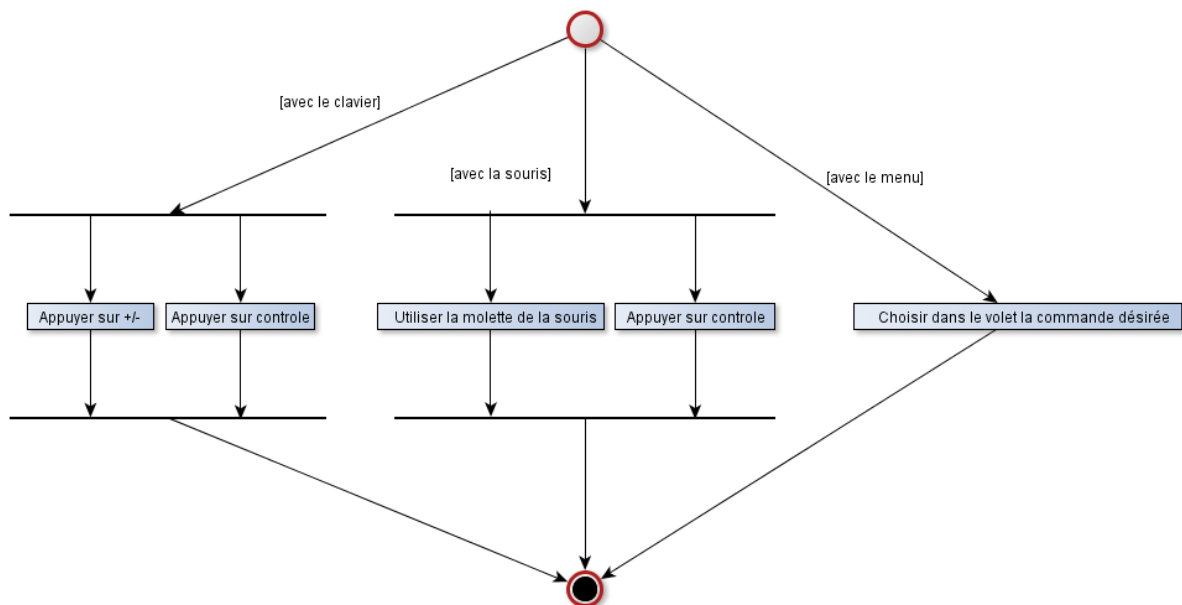 [avec le clavier]
[avec la souris]
[avec le menu]
Appuyer sur +/-
Appuyer sur controle
Utiliser la molette de la souris
Appuyer sur controle
Choisir dans le volet la commande désirée